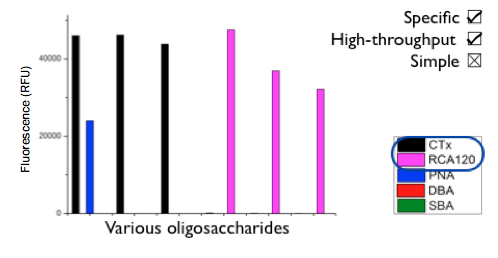 Specific ☑
High-throughput ☑
Simple ☒
Fluorescence (RFU)
40000
20000
0
Various oligosaccharides
CTx
RCA120
PNA
DBA
SBA